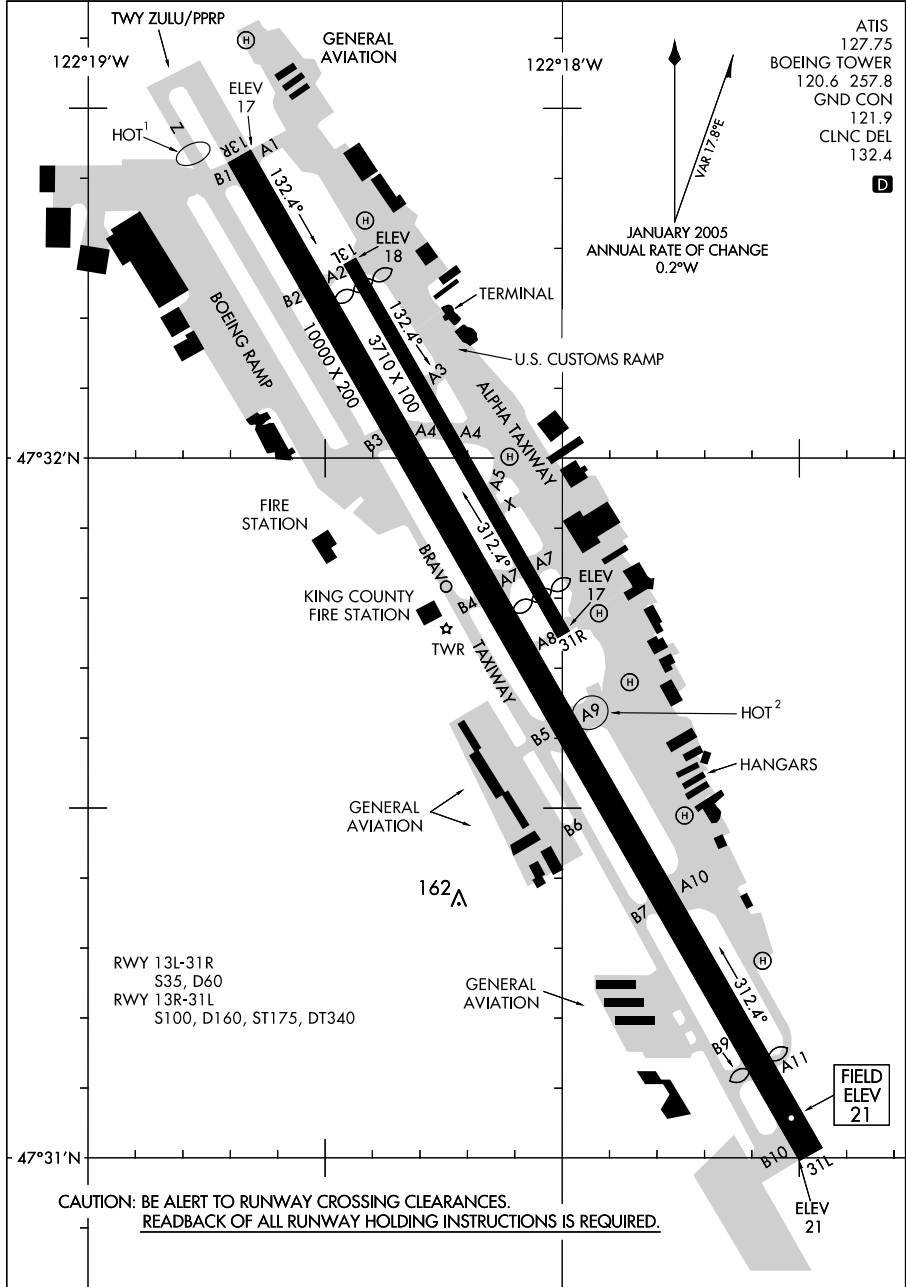 TWY ZULU/PPRP
GENERAL
AVIATION
ATIS
127.75
BOEING TOWER
120.6 257.8
GND CON
121.9
CLNC DEL
132.4
D
122°19'W
122°18'W
H
ELEV
17
HOT 1
Z
VAR 17.8°E
JANUARY 2005
ANNUAL RATE OF CHANGE
0.2°W
13R
A1
B1
132.4°
H
13L
ELEV
18
A2
B2
TERMINAL
BOEING RAMP
10000 X 200
3710 X 100
132.4°
A3
U.S. CUSTOMS RAMP
ALPHA TAXIWAY
B3
A4
A4
47°32'N
H
A5
X
FIRE
STATION
312.4°
BRAVO
TAXIWAY
A7
A7
KING COUNTY
FIRE STATION
B4
ELEV
17
H
TWR
A8
31R
H
A9
HOT 2
B5
HANGARS
GENERAL
AVIATION
B6
H
162
A10
B7
RWY 13L-31R
S35, D60
RWY 13R-31L
S100, D160, ST175, DT340
GENERAL
AVIATION
H
312.4°
B9
A11
FIELD
ELEV
21
47°31'N
B10
31L
ELEV
21
CAUTION: BE ALERT TO RUNWAY CROSSING CLEARANCES.
READBACK OF ALL RUNWAY HOLDING INSTRUCTIONS IS REQUIRED.